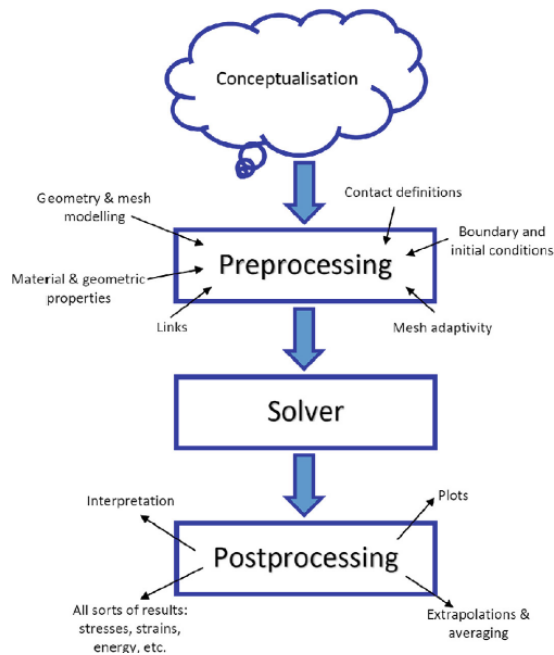 Conceptualisation
Geometry & mesh
modelling
Contact definitions
Boundary and
initial conditions
Preprocessing
Material & geometric
properties
Links
Mesh adaptivity
Solver
Interpretation
Plots
Postprocessing
All sorts of results:
stresses, strains,
energy, etc.
Extrapolations &
averaging